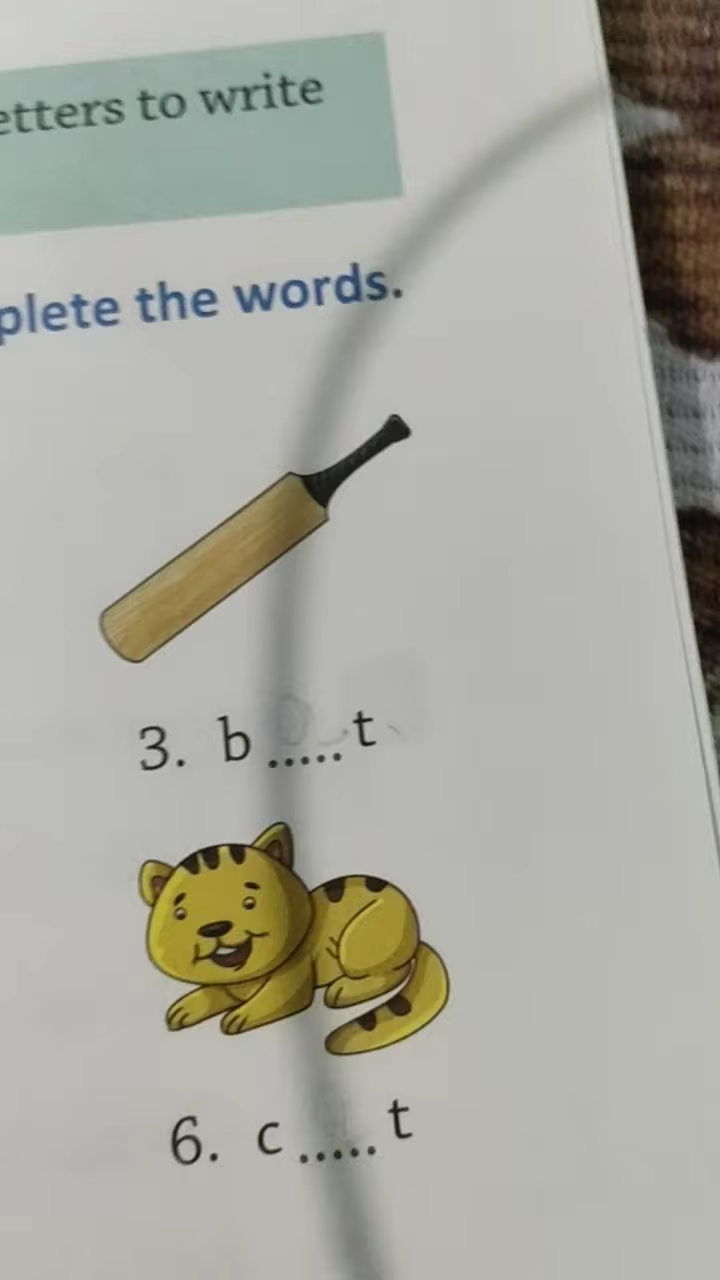 etters to write
plete the words.
3. b.....t
6. c.....t